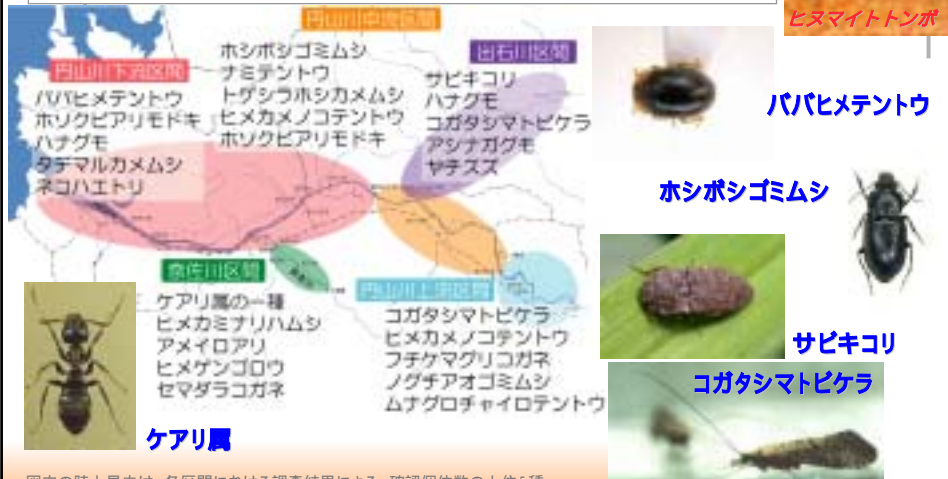 ヒヌマイトトンボ
円山川中流区間
ホシボシゴミムシ
ナミテントウ
トゲシラホシカメムシ
ヒメカメノコテントウ
ホソクビアリモドキ
出石川区間
サビキコリ
ハナグモ
コガタシマトビケラ
アシナガグモ
ヤチスズ
円山川下流区間
ババヒメテントウ
ホソクビアリモドキ
ハナグモ
タデマルカメムシ
ネコハエトリ
ババヒメテントウ
ホシボシゴミムシ
奈佐川区間
ケアリ属の一種
ヒメカミナリハムシ
アメイロアリ
ヒメゲンゴロウ
セマダラコガネ
円山川上流区間
コガタシマトビケラ
ヒメカメノコテントウ
フチケマグソコガネ
ノグチアオゴミムシ
ムナグロチャイロテントウ
サビキコリ
コガタシマトビケラ
ケアリ属